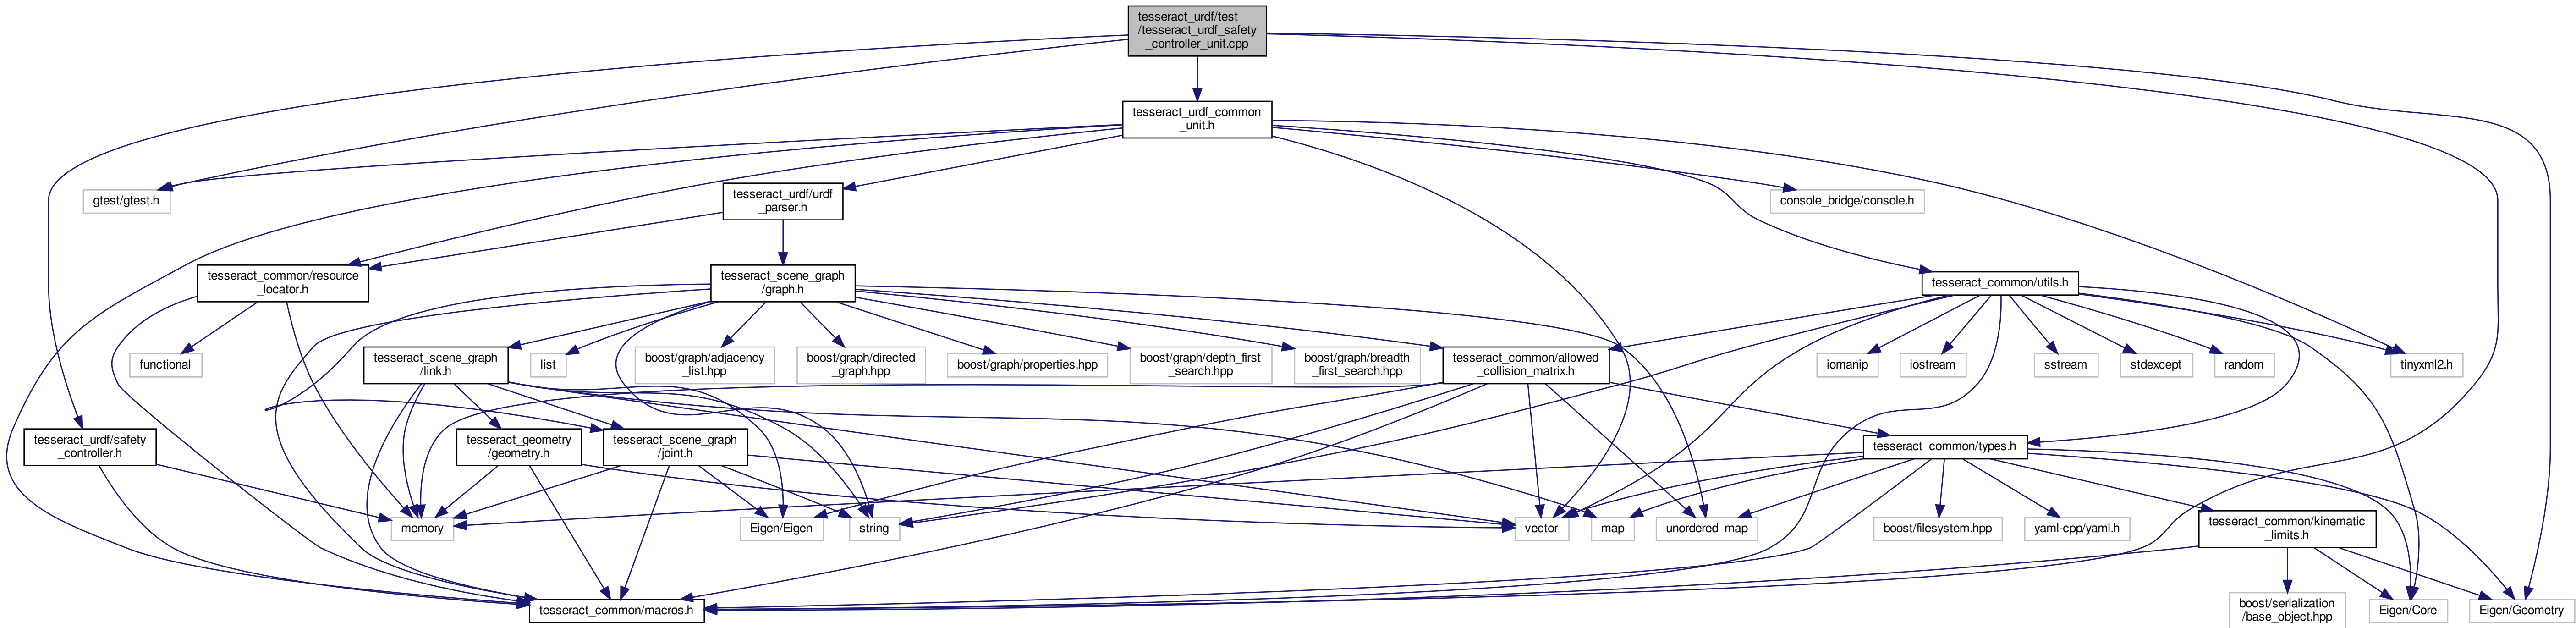 tesseract_urdf/test
/tesseract_urdf_safety
_controller_unit.cpp
tesseract_urdf_common
_unit.h
gtest/gtest.h
tesseract_urdf/urdf
_parser.h
console_bridge/console.h
tesseract_common/resource
_locator.h
tesseract_scene_graph
/graph.h
tesseract_common/utils.h
functional
tesseract_scene_graph
/link.h
list
boost/graph/adjacency
_list.hpp
boost/graph/directed
_graph.hpp
boost/graph/properties.hpp
boost/graph/depth_first
_search.hpp
boost/graph/breadth
_first_search.hpp
tesseract_common/allowed
_collision_matrix.h
iomanip
iostream
sstream
stdexcept
random
tinyxml2.h
tesseract_urdf/safety
_controller.h
tesseract_geometry
/geometry.h
tesseract_scene_graph
/joint.h
tesseract_common/types.h
memory
Eigen/Eigen
string
vector
map
unordered_map
boost/filesystem.hpp
yaml-cpp/yaml.h
tesseract_common/kinematic
_limits.h
tesseract_common/macros.h
boost/serialization
/base_object.hpp
Eigen/Core
Eigen/Geometry